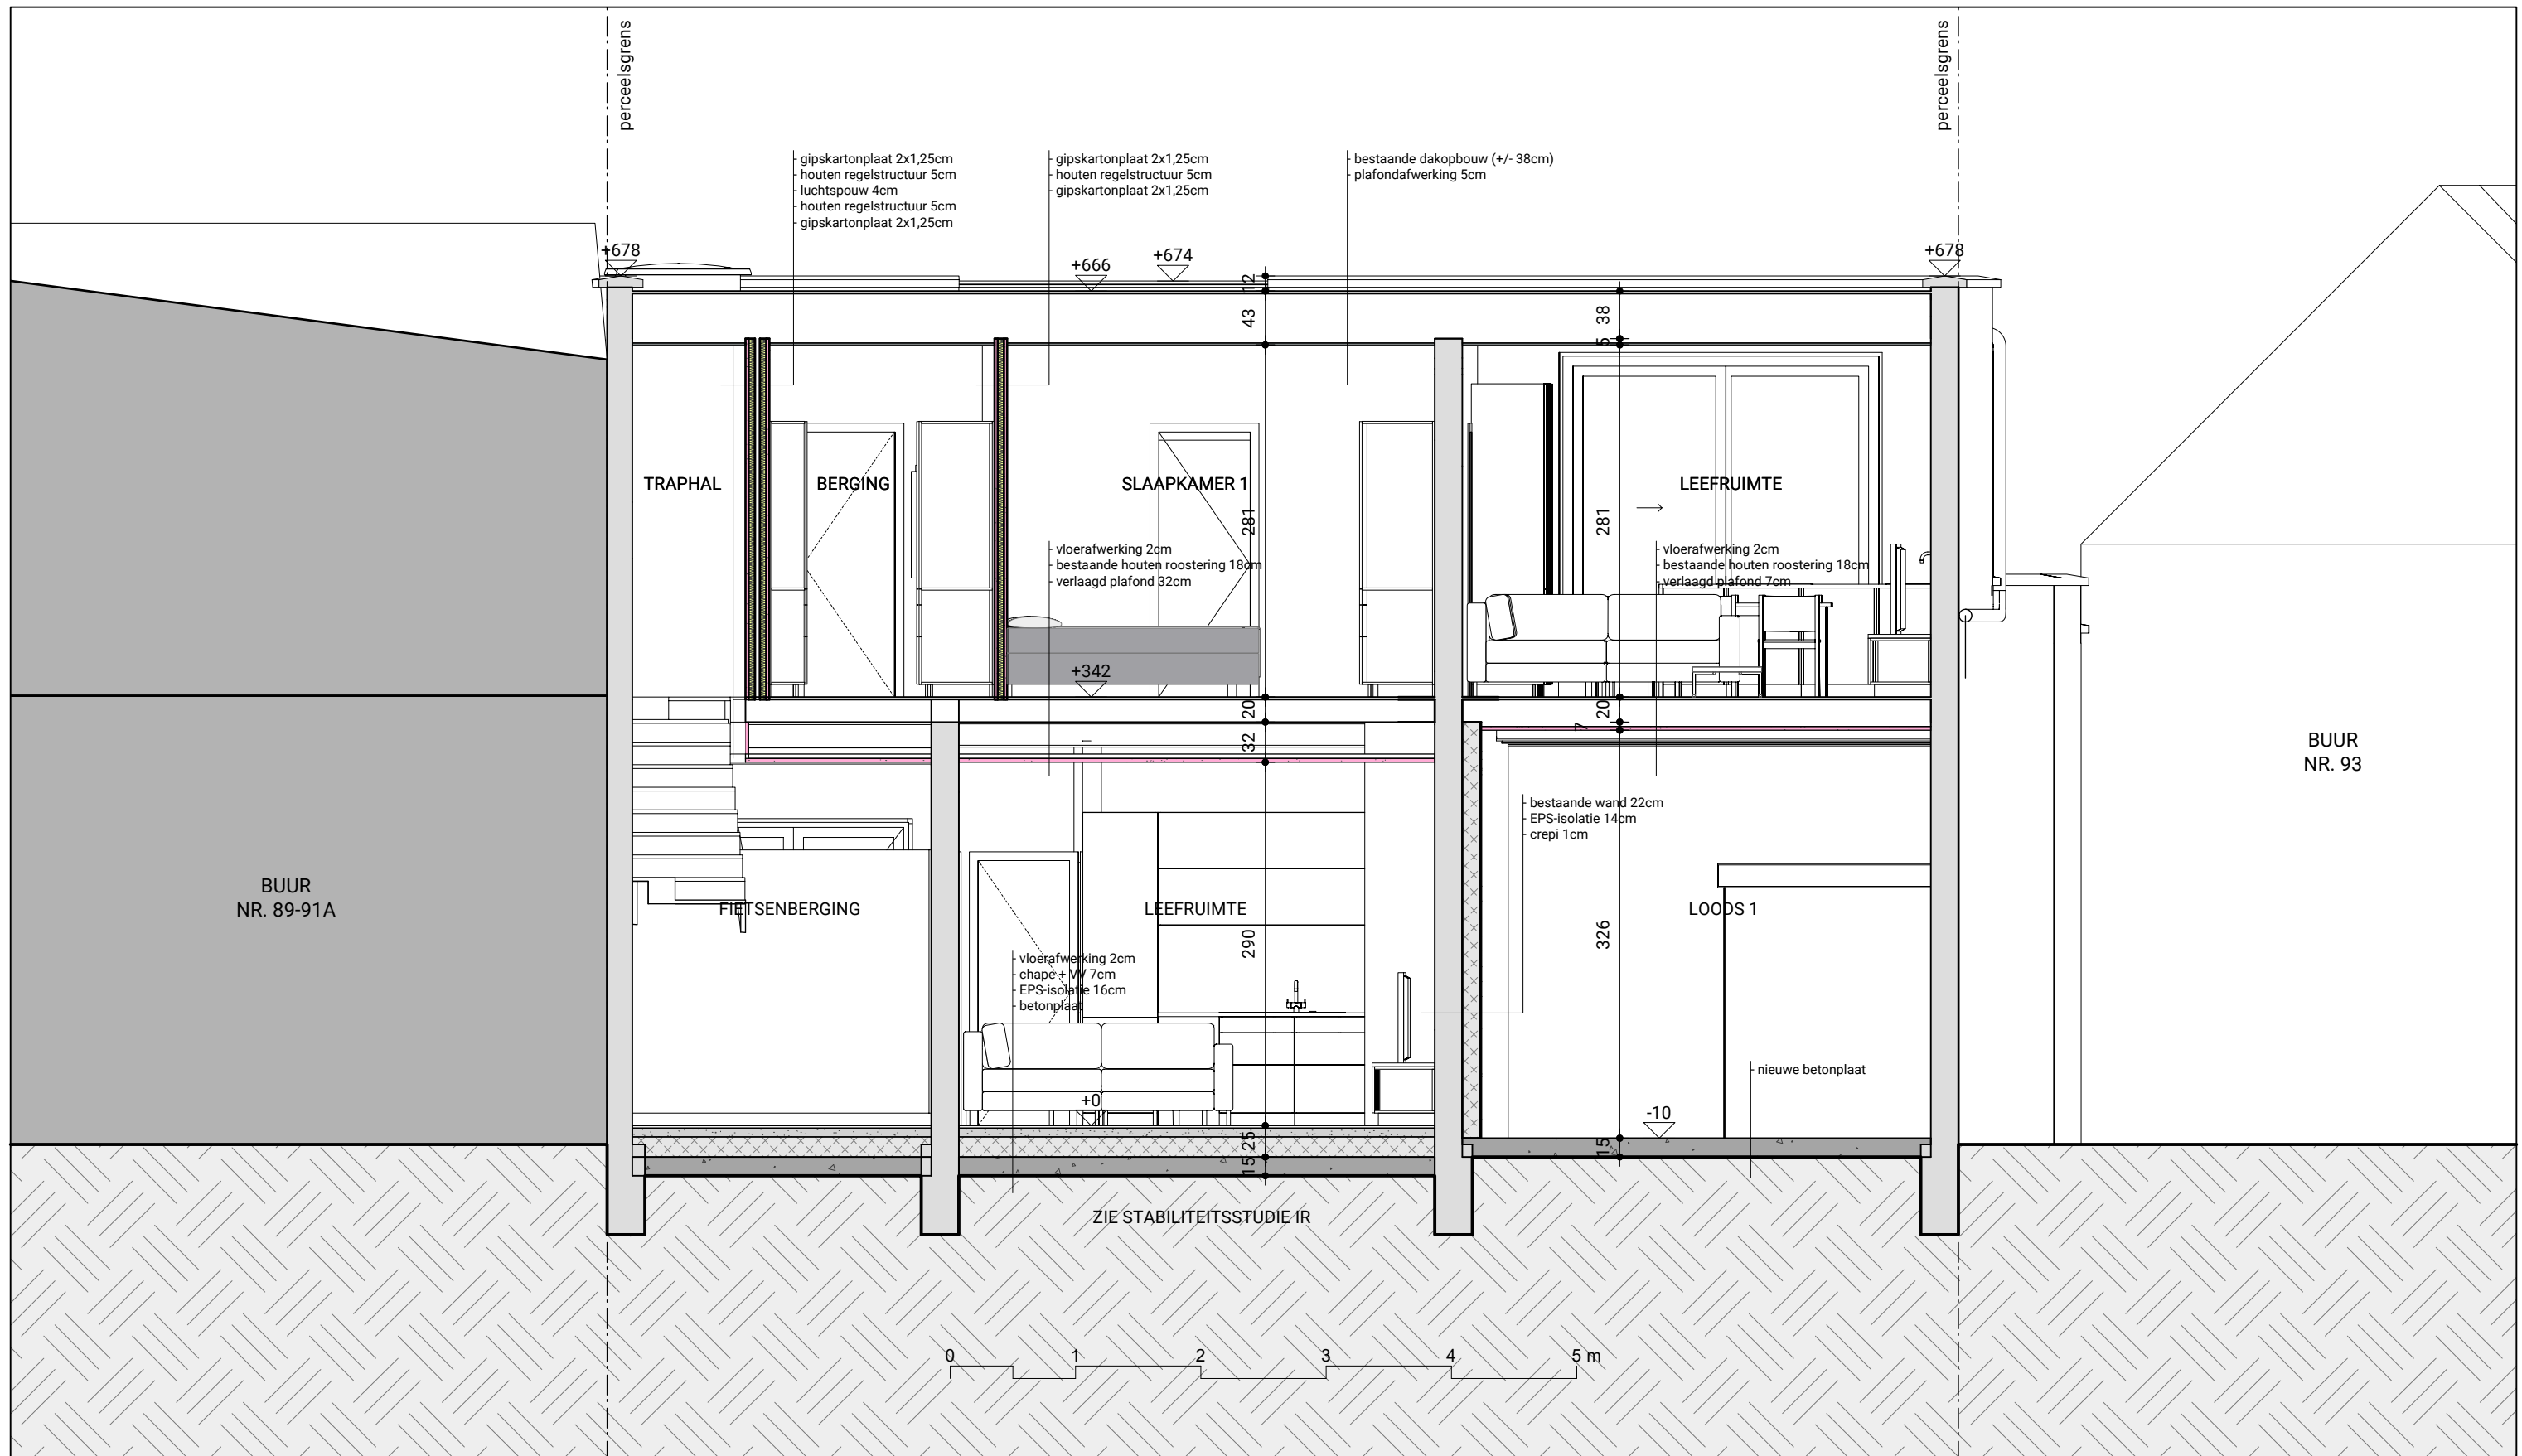 perceelsgrens
perceelsgrens
- gipskartonplaat 2x1,25cm
- houten regelstructuur 5cm
- luchtspouw 4cm
- houten regelstructuur 5cm
- gipskartonplaat 2x1,25cm
- gipskartonplaat 2x1,25cm
- houten regelstructuur 5cm
- gipskartonplaat 2x1,25cm
- bestaande dakopbouw (+/- 38cm)
- plafondafwerking 5cm
+678
+666
+674
+678
12
43
38
5
TRAPHAL
BERGING
SLAAPKAMER 1
LEEFRUIMTE
281
281
- vloerafwerking 2cm
- bestaande houten roostering 18cm
- verlaagd plafond 32cm
- vloerafwerking 2cm
- bestaande houten roostering 18cm
- verlaagd plafond 7cm
+342
20
20
7
32
BUUR
NR. 93
- bestaande wand 22cm
- EPS-isolatie 14cm
- crepi 1cm
BUUR
NR. 89-91A
FIETSENBERGING
LEEFRUIMTE
LOODS 1
290
326
- vloerafwerking 2cm
- chape + VV 7cm
- EPS-isolatie 16cm
- betonplaat
- nieuwe betonplaat
+0
-10
25
15
15
ZIE STABILITEITSSTUDIE IR
0 1 2 3 4 5 m